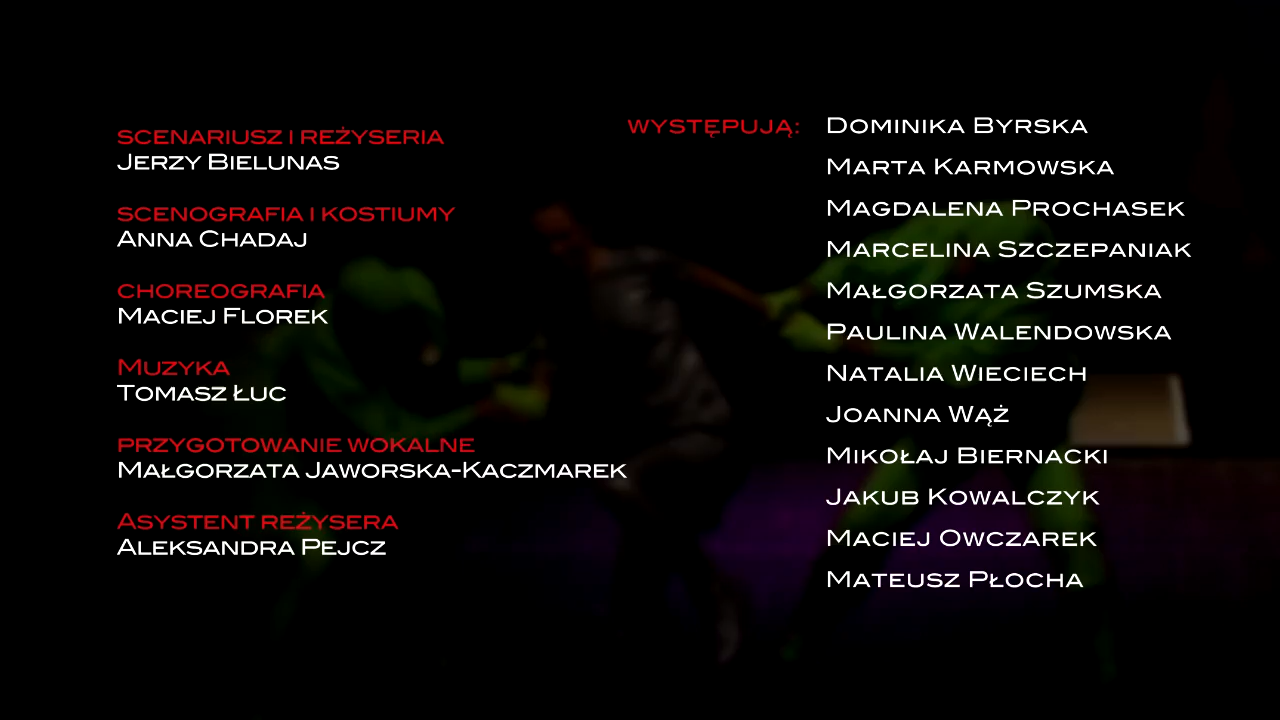 SCENARIUSZ I REŻYSERIA
JERZY BIELUNAS
SCENOGRAFIA I KOSTIUMY
ANNA CHADAJ
CHOREOGRAFIA
MACIEJ FLOREK
MUZYKA
TOMASZ ŁUC
PRZYGOTOWANIE WOKALNE
MAŁGORZATA JAWORSKA-KACZMAREK
ASYSTENT REŻYSERA
ALEKSANDRA PEJCZ
WYSTĘPUJĄ: DOMINIKA BYRSKA
MARTA KARMOWSKA
MAGDALENA PROCHASEK
MARCELINA SZCZEPANIAK
MAŁGORZATA SZUMSKA
PAULINA WALENDOWSKA
NATALIA WIECIECH
JOANNA WĄŻ
MIKOŁAJ BIERNACKI
JAKUB KOWALCZYK
MACIEJ OWCZAREK
MATEUSZ PŁOCHA